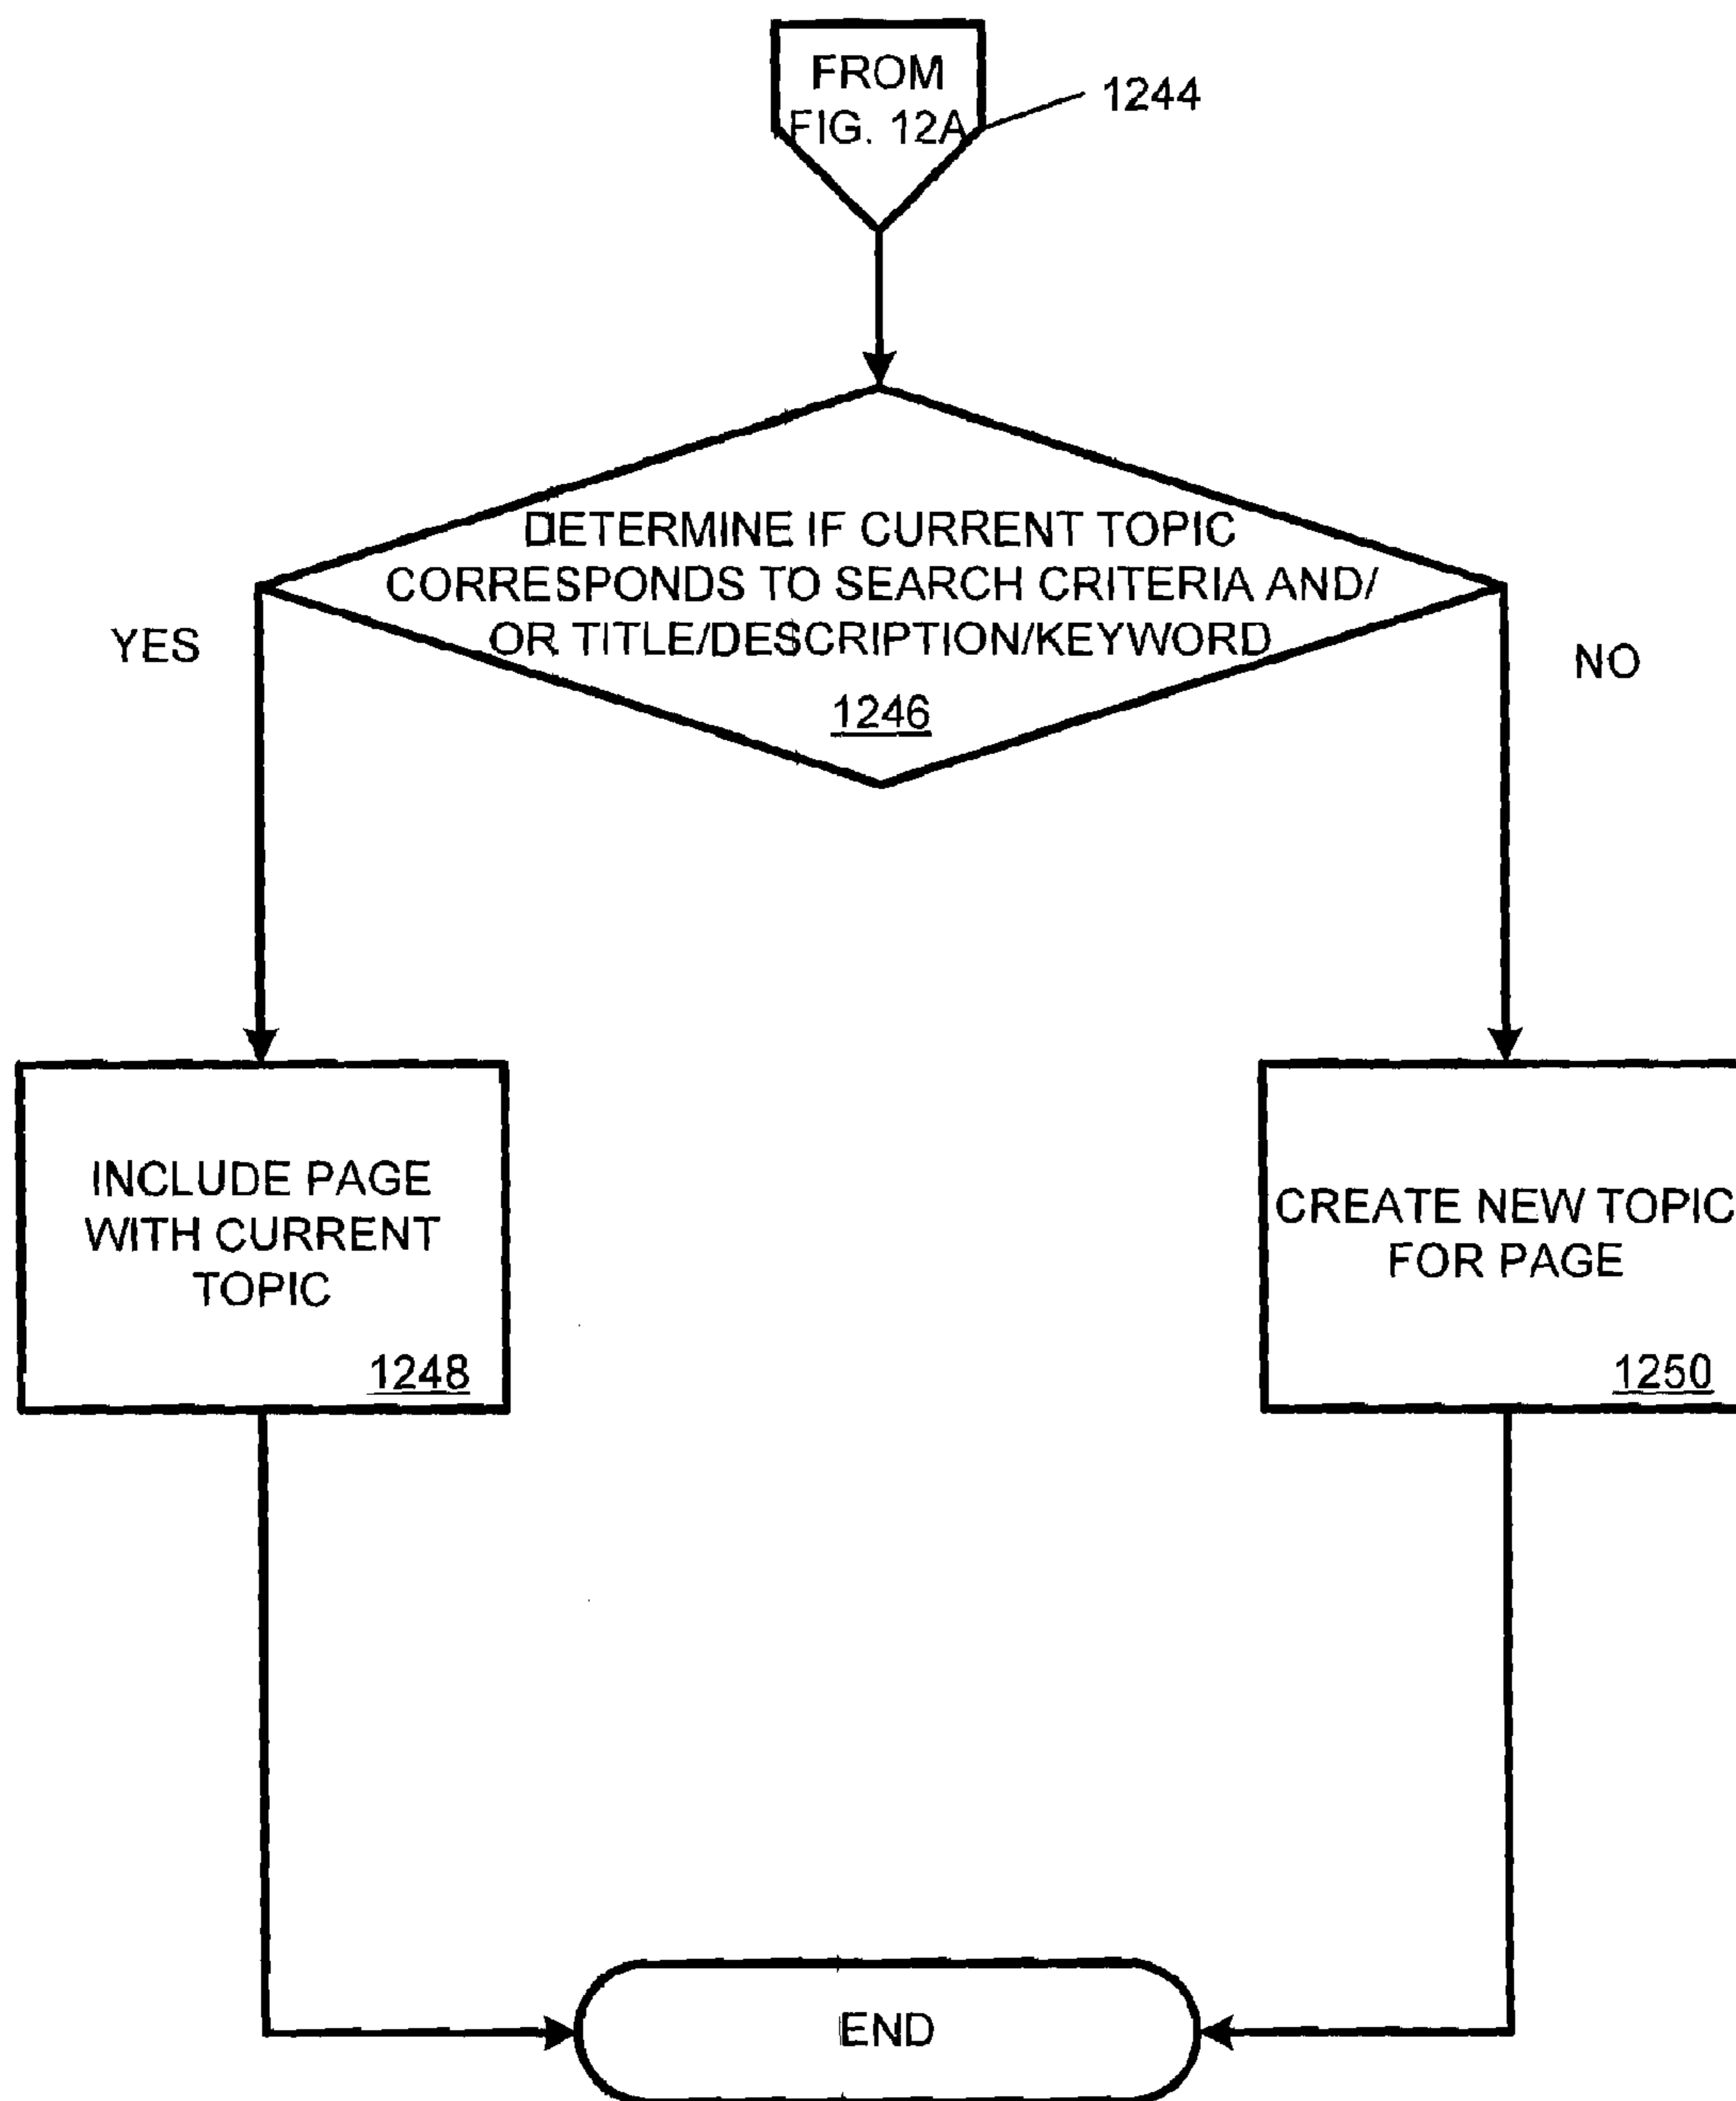 FROM
FIG. 12A
1244
DETERMINE IF CURRENT TOPIC
CORRESPONDS TO SEARCH CRITERIA AND/
OR TITLE/DESCRIPTION/KEYWORD
1246
YES
NO
INCLUDE PAGE
WITH CURRENT
TOPIC
1248
CREATE NEW TOPIC
FOR PAGE
1250
END